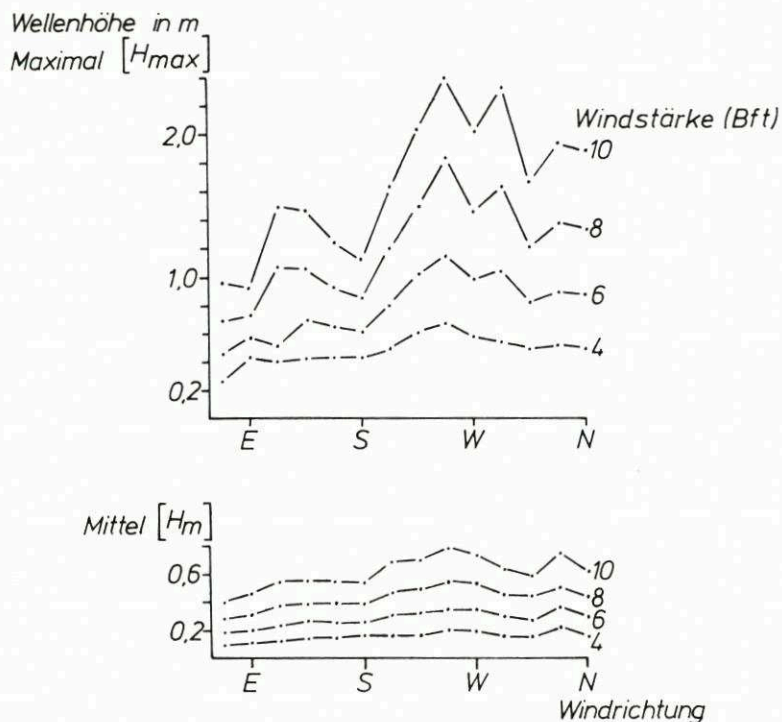 Wellenhöhe in m
Maximal [Hmax]
Windstärke (Bft)
2,0
10
8
1,0
6
4
0,2
E S W N
Mittel [Hm]
0,6
10
8
6
0,2
4
E S W N
Windrichtung